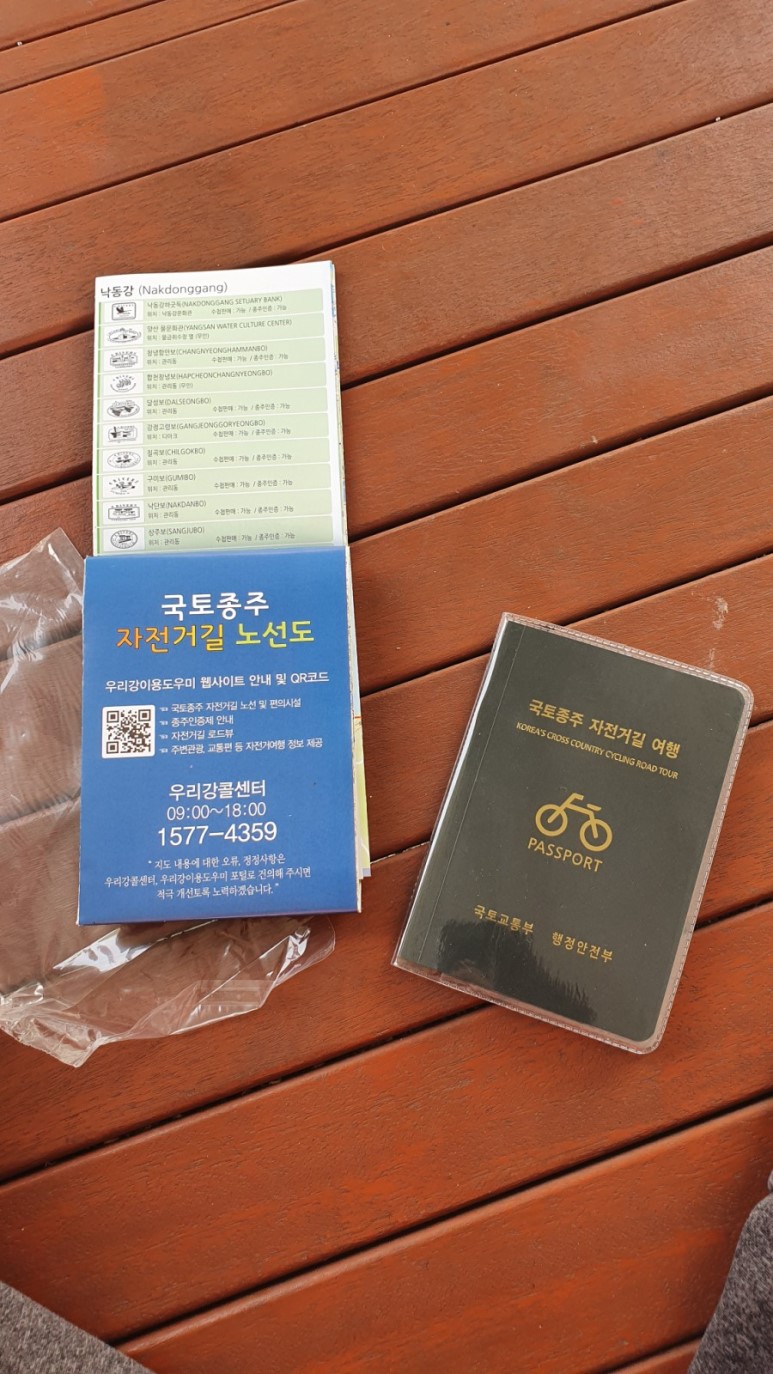 낙동강 (Nakdonggang)
낙동강하굿둑(NAKDONGGANG SETUARY BANK)
위치 : 낙동강문화관 수첩판매 : 가능 / 종주인증 : 가능
양산 물문화관(YANGSAN WATER CULTURE CENTER)
위치 : 물금취수장 옆 (무인)
창녕함안보(CHANGNYEONGHAMMANBO)
위치 : 관리동 수첩판매 : 가능 / 종주인증 : 가능
합천창녕보(HAPCHEONCHANGNYEONGBO)
위치 : 관리동 (무인)
달성보(DALSEONGBO)
위치 : 관리동 수첩판매 : 가능 / 종주인증 : 가능
강정고령보(GANGJEONGGORYEONGBO)
위치 : 디아크 수첩판매 : 가능 / 종주인증 : 가능
칠곡보(CHILGOKBO)
위치 : 관리동 수첩판매 : 가능 / 종주인증 : 가능
구미보(GUMIBO)
위치 : 관리동 수첩판매 : 가능 / 종주인증 : 가능
낙단보(NAKDANBO)
위치 : 관리동 수첩판매 : 가능 / 종주인증 : 가능
상주보(SANGJUBO)
위치 : 관리동 수첩판매 : 가능 / 종주인증 : 가능
국토종주
자전거길 노선도
우리강이용도우미 웹사이트 안내 및 QR코드
국토종주 자전거길 노선 및 편의시설
종주인증제 안내
자전거길 로드뷰
주변관광, 교통편 등 자전거여행 정보 제공
우리강콜센터
09:00~18:00
1577-4359
"지도 내용에 대한 오류, 정정사항은
우리강콜센터, 우리강이용도우미 포털로 건의해 주시면
적극 개선토록 노력하겠습니다."
국토종주 자전거길 여행
KOREA'S CROSS COUNTRY CYCLING ROAD TOUR
PASSPORT
국토교통부 행정안전부